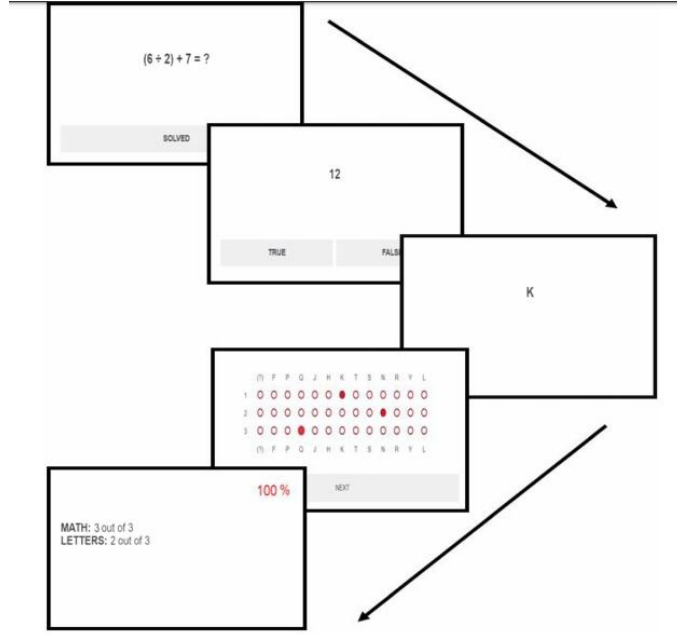 (6 ÷ 2) + 7 = ?
SOLVED
12
TRUE FALSE
K
(?) F P Q J H K T S N R Y L
1
2
3
(?) F P Q J H K T S N R Y L
NEXT
100 %
MATH: 3 out of 3
LETTERS: 2 out of 3